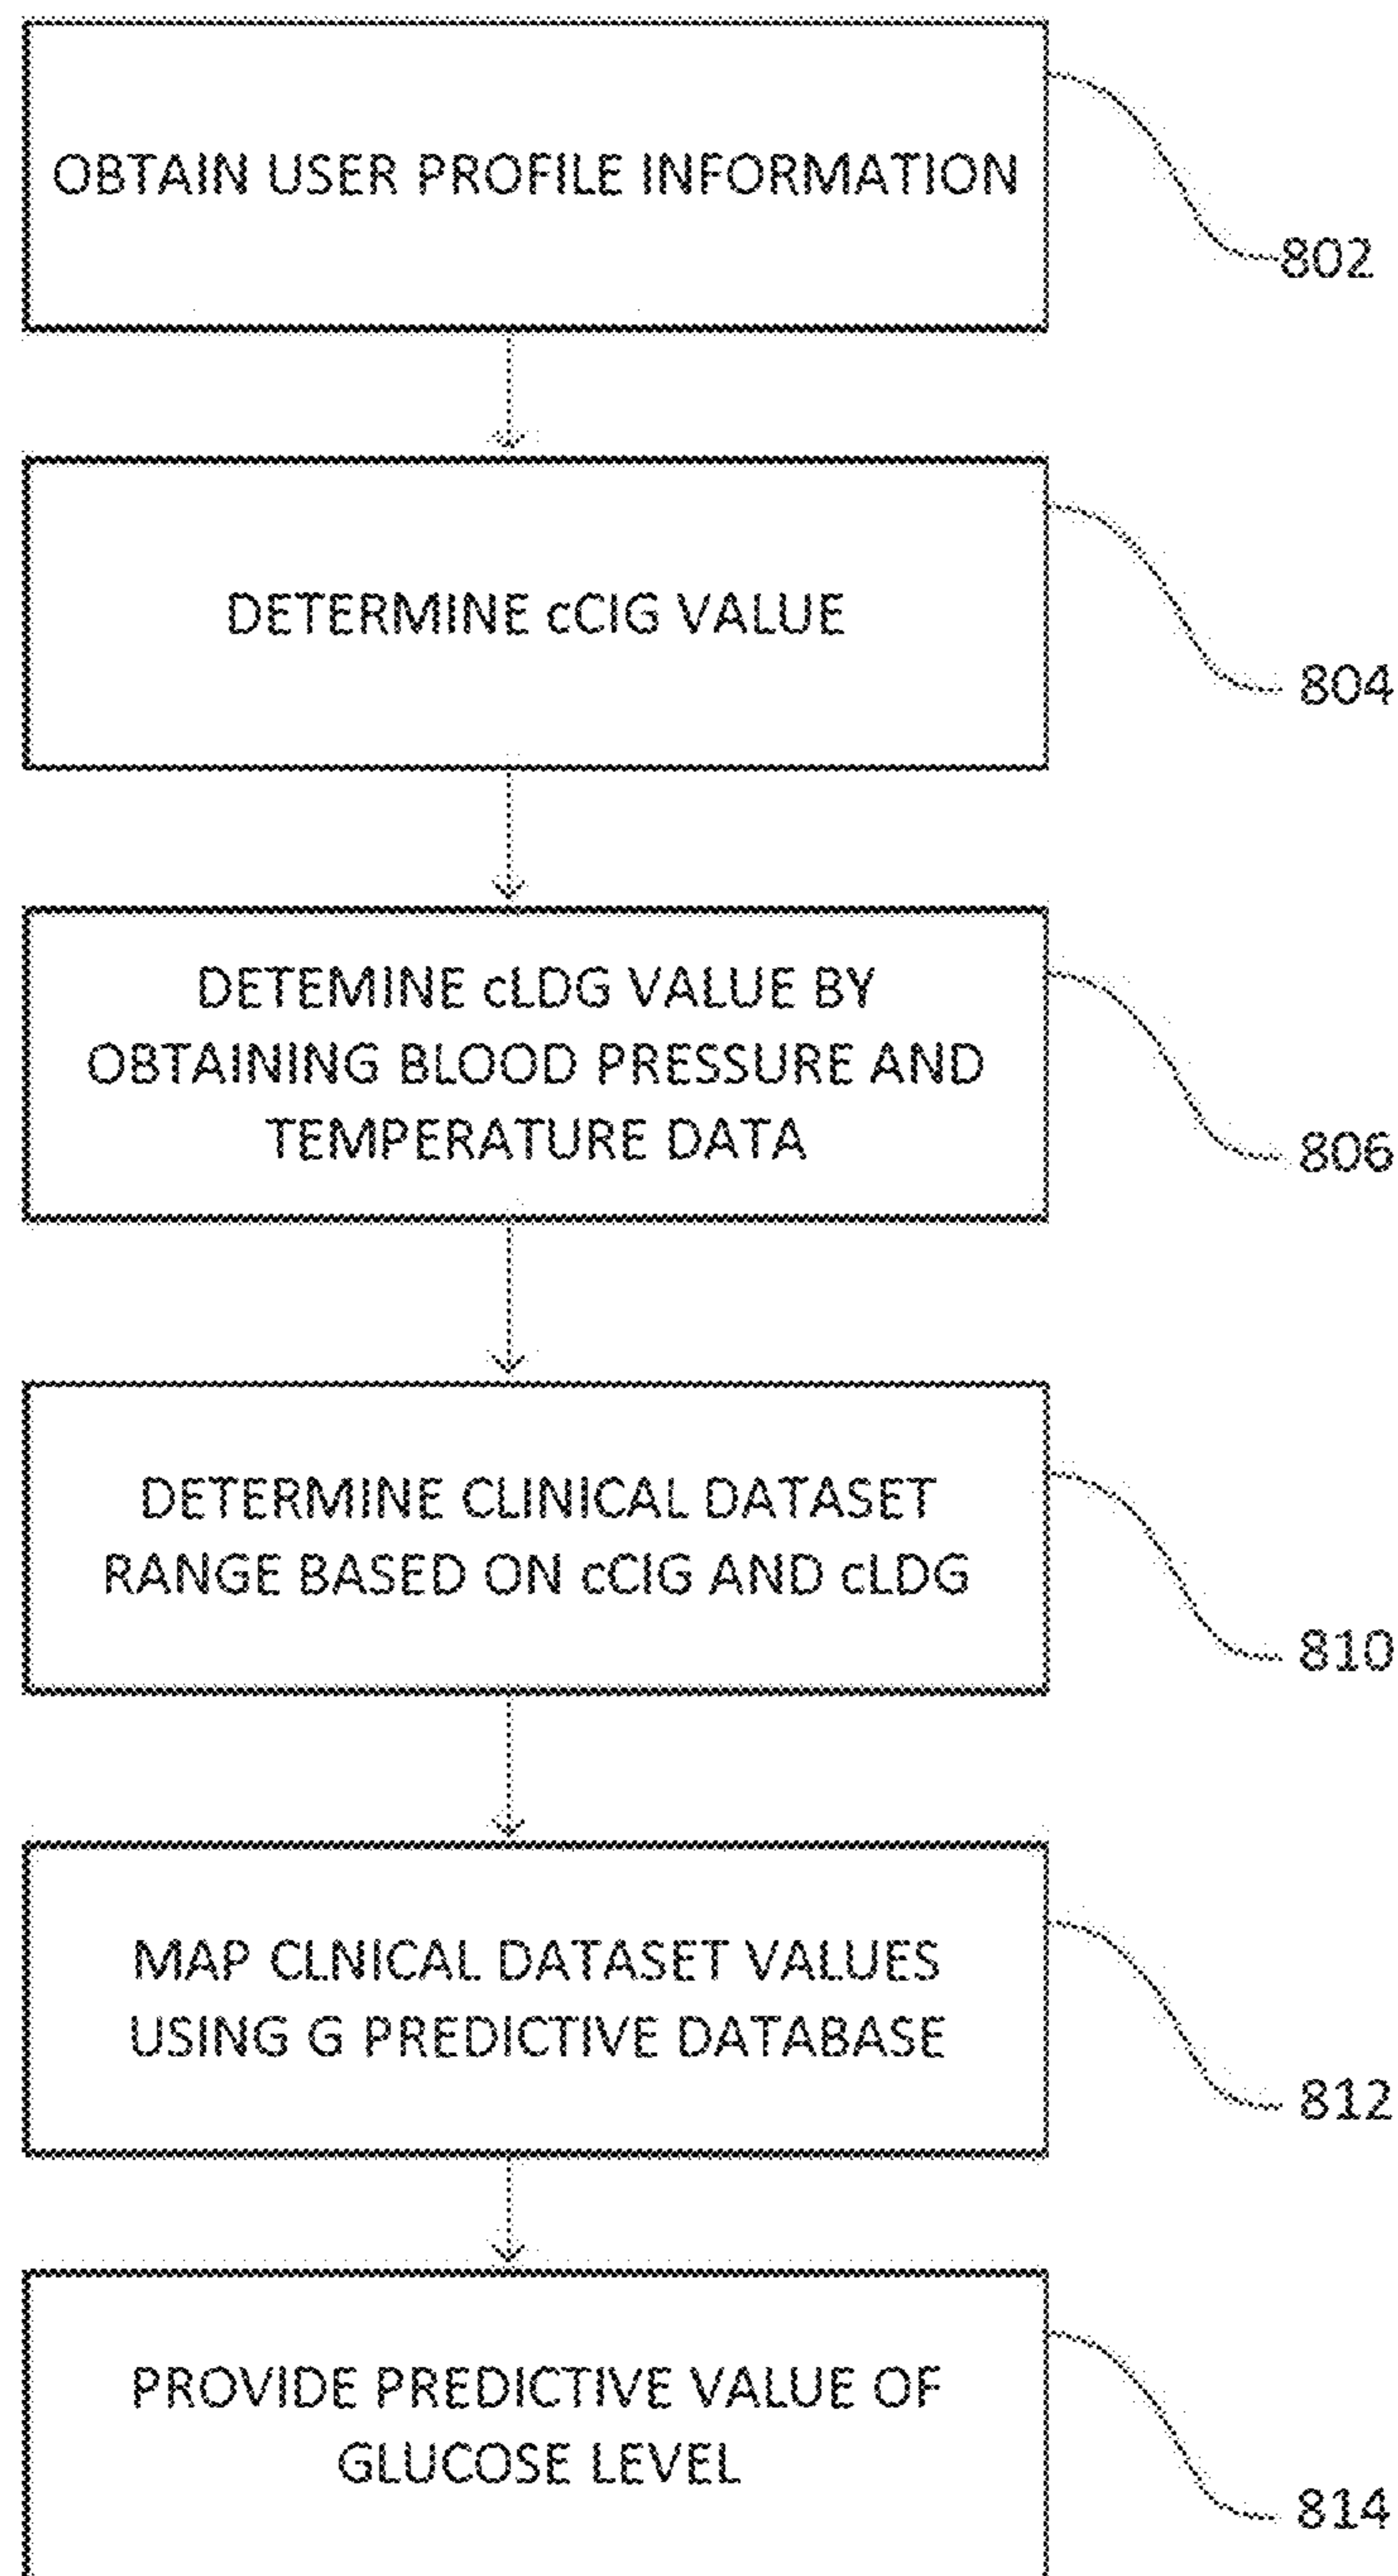 OBTAIN USER PROFILE INFORMATION
802
DETERMINE cCIG VALUE
804
DETEMINE cLDG VALUE BY
OBTAINING BLOOD PRESSURE AND
TEMPERATURE DATA
806
DETERMINE CLINICAL DATASET
RANGE BASED ON cCIG AND cLDG
810
MAP CLNICAL DATASET VALUES
USING G PREDICTIVE DATABASE
812
PROVIDE PREDICTIVE VALUE OF
GLUCOSE LEVEL
814